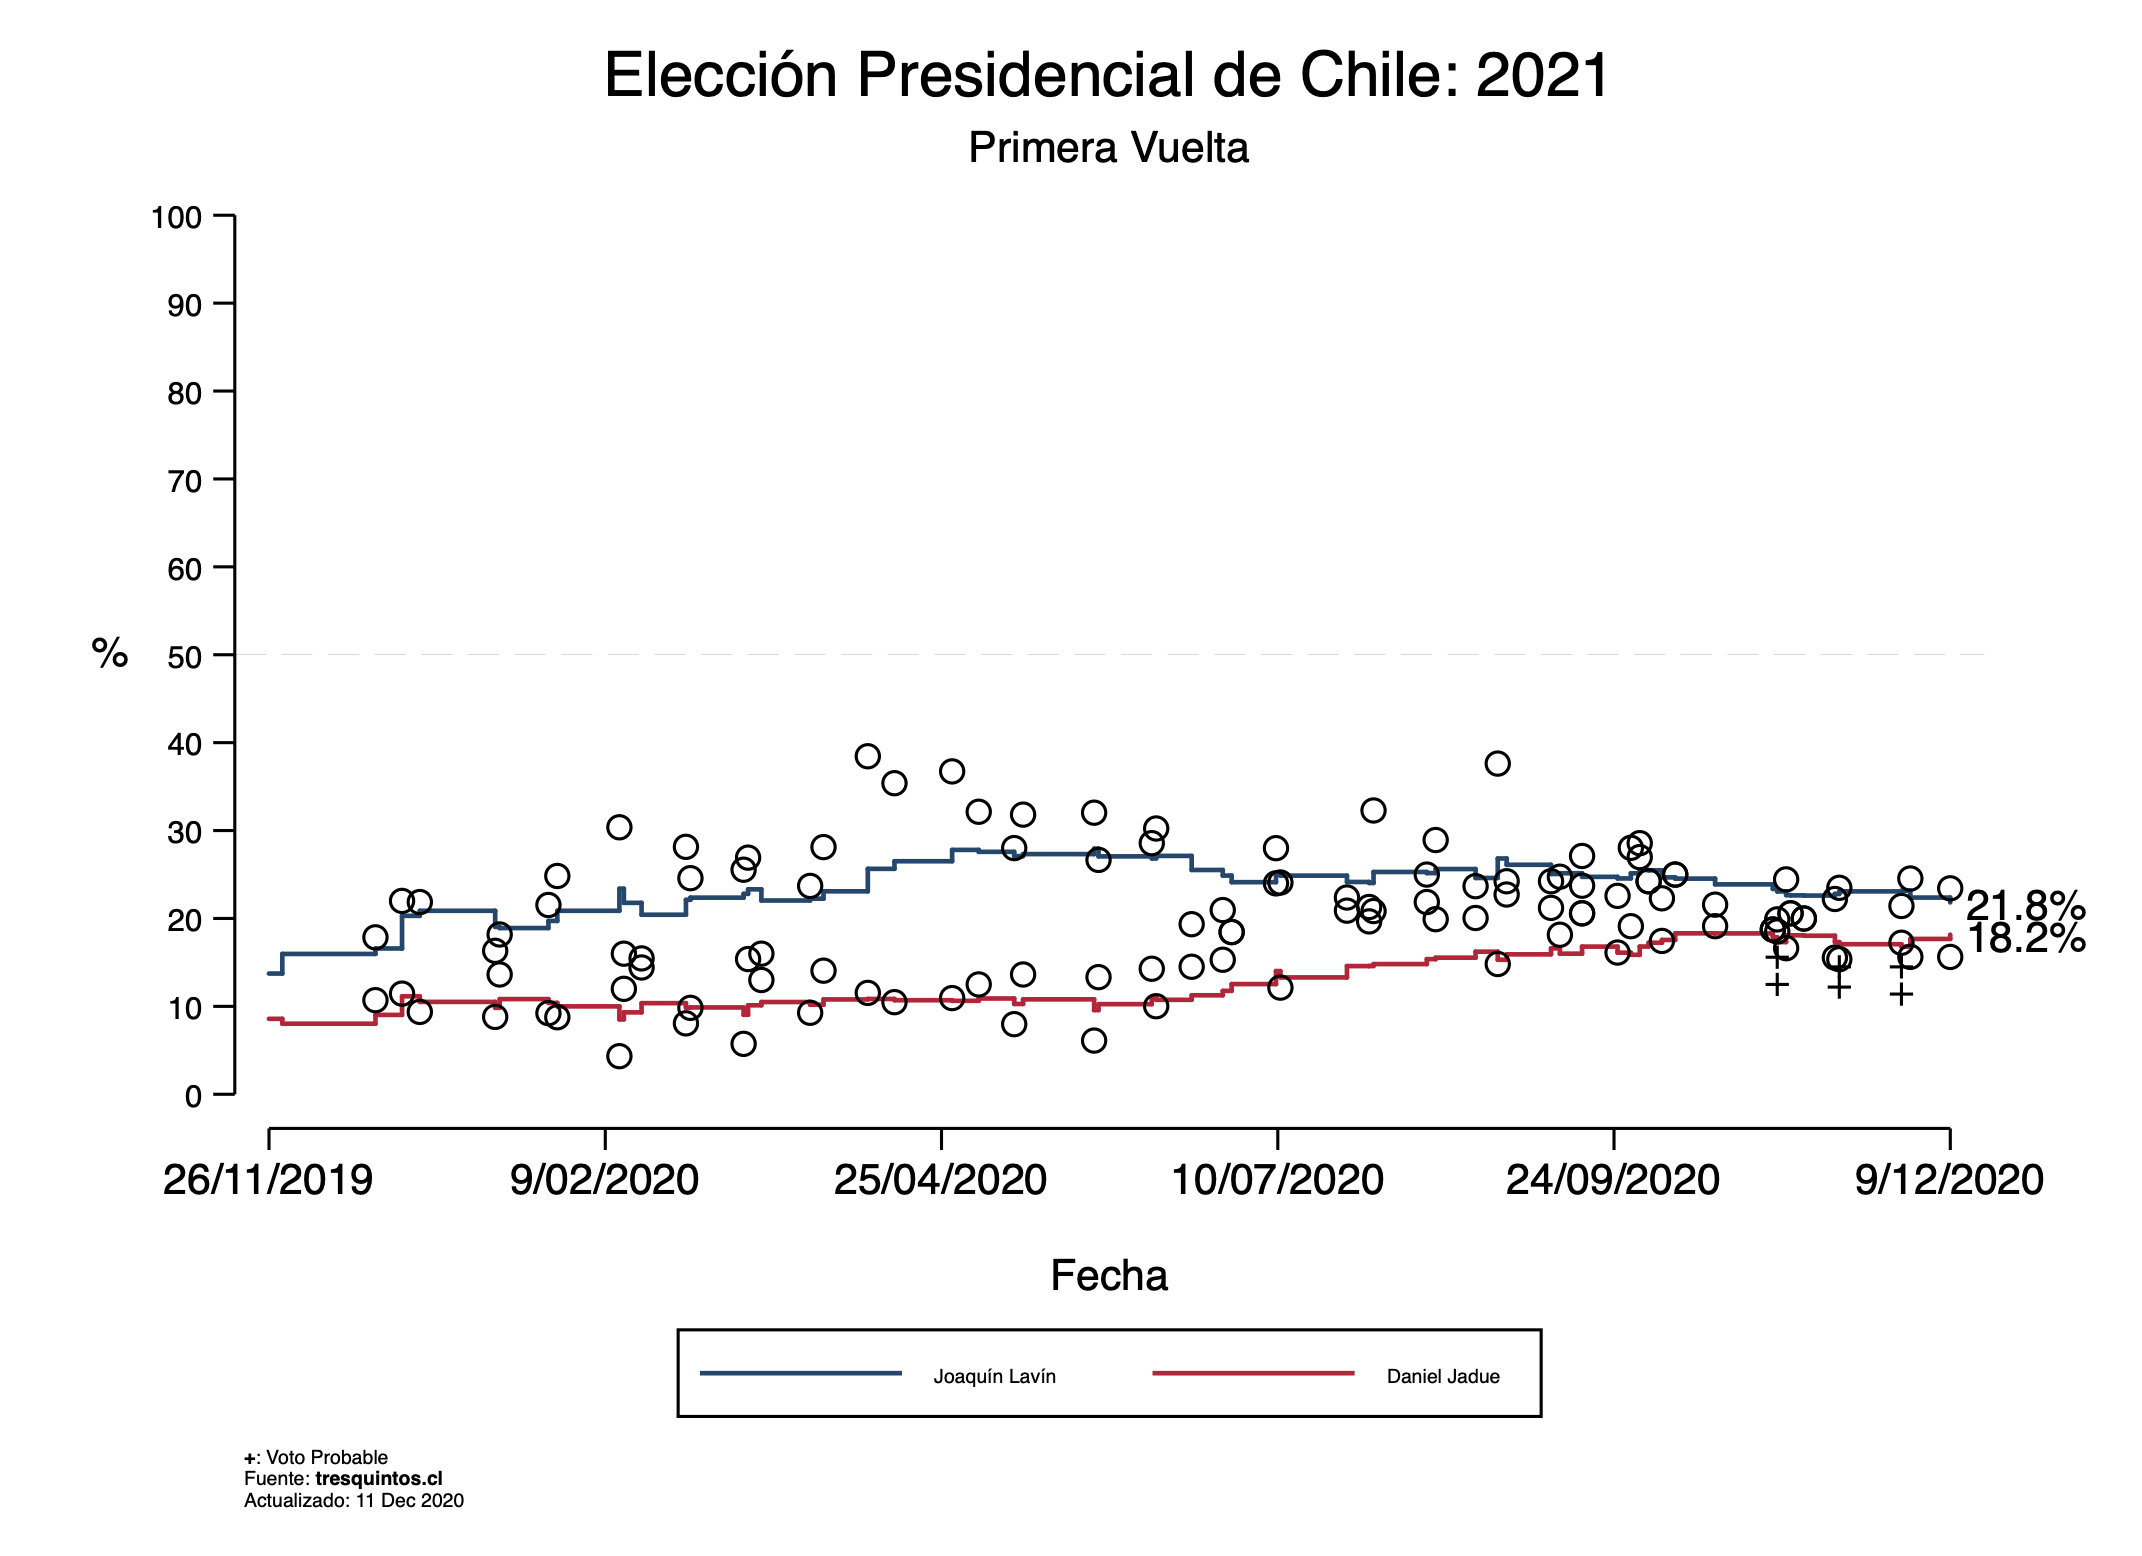 Elección Presidencial de Chile: 2021
Primera Vuelta
100
90
80
70
60
% 50
40
30
20
10
0
21.8%
18.2%
26/11/2019 9/02/2020 25/04/2020 10/07/2020 24/09/2020 9/12/2020
Fecha
Joaquín Lavín Daniel Jadue
+: Voto Probable
Fuente: tresquintos.cl
Actualizado: 11 Dec 2020